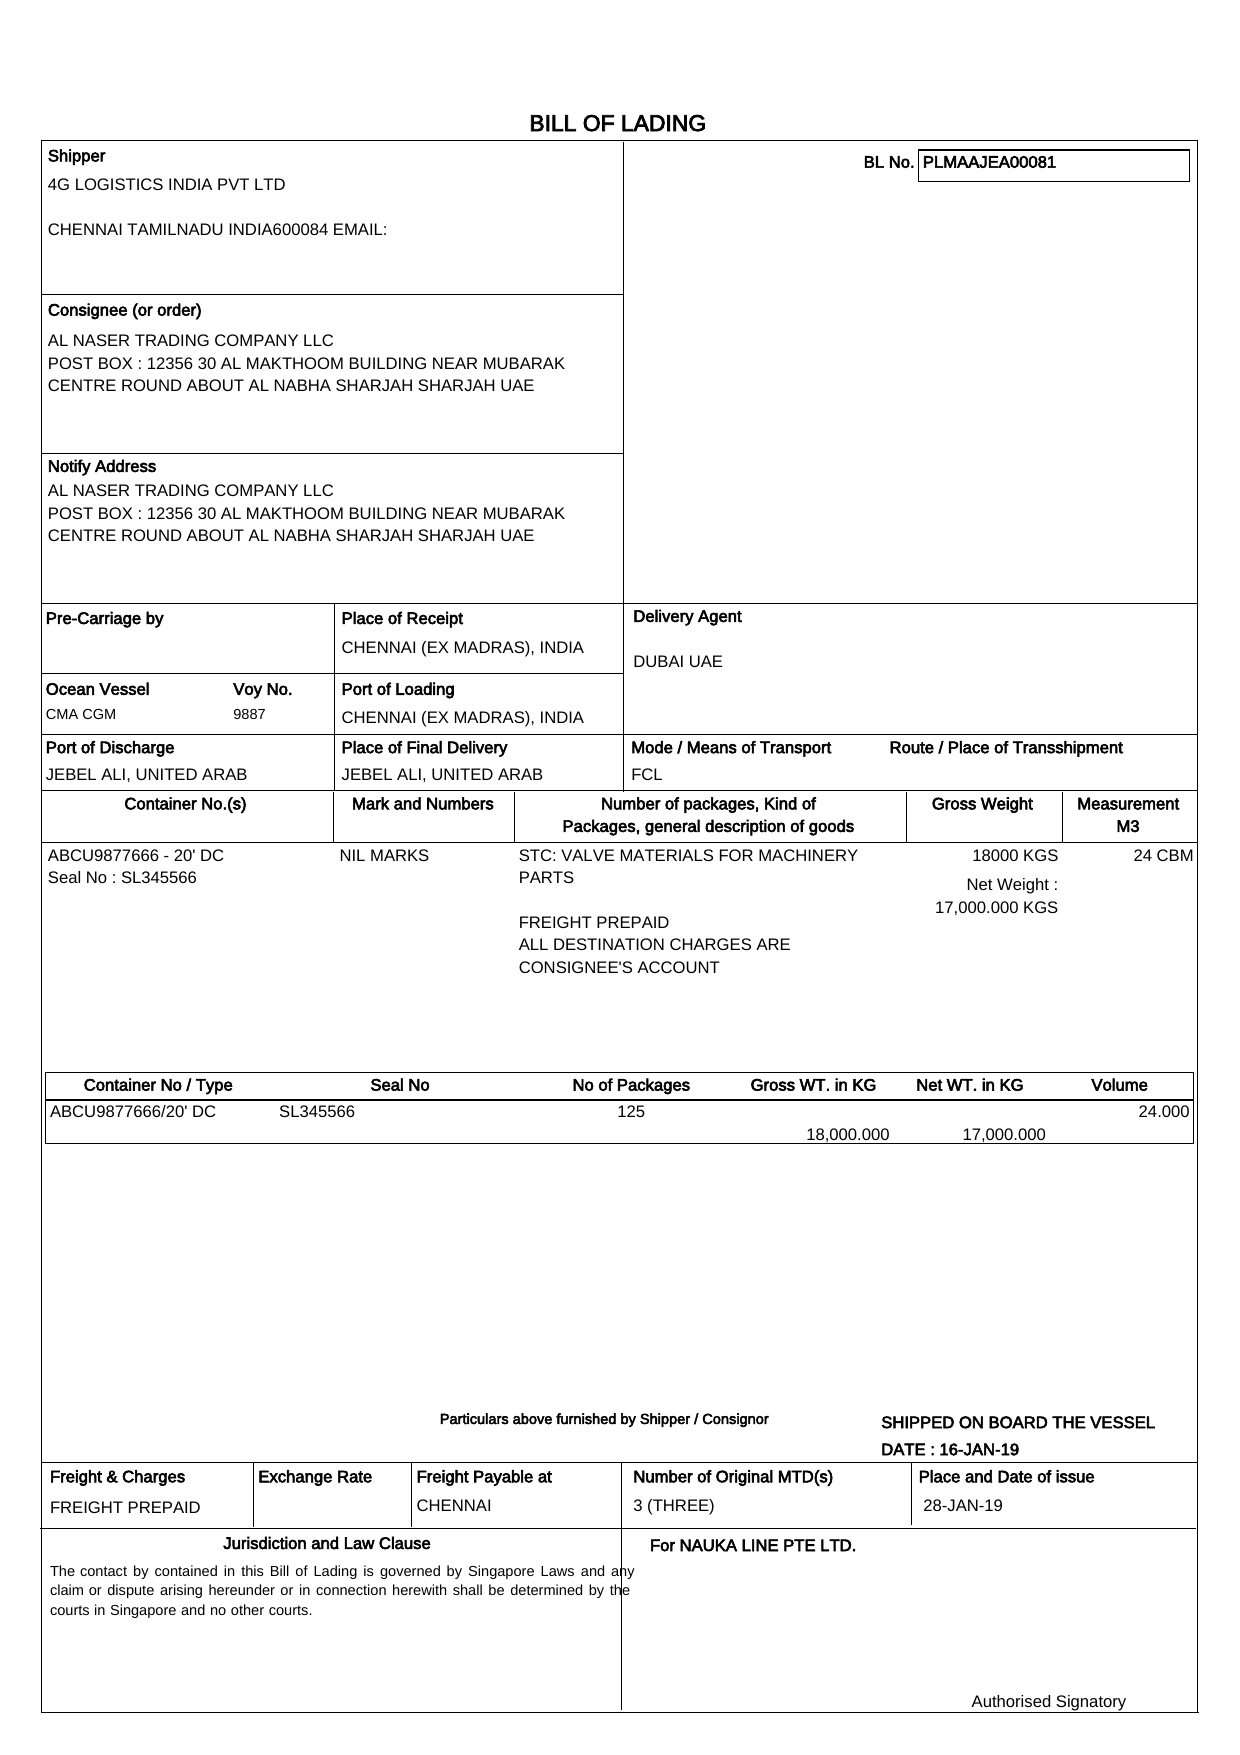 BILL OF LADING
Shipper
BL No. PLMAAJEA00081
4G LOGISTICS INDIA PVT LTD
CHENNAI TAMILNADU INDIA600084 EMAIL:
Consignee (or order)
AL NASER TRADING COMPANY LLC
POST BOX : 12356 30 AL MAKTHOOM BUILDING NEAR MUBARAK
CENTRE ROUND ABOUT AL NABHA SHARJAH SHARJAH UAE
Notify Address
AL NASER TRADING COMPANY LLC
POST BOX : 12356 30 AL MAKTHOOM BUILDING NEAR MUBARAK
CENTRE ROUND ABOUT AL NABHA SHARJAH SHARJAH UAE
Pre-Carriage by
Place of Receipt
CHENNAI (EX MADRAS), INDIA
Delivery Agent
DUBAI UAE
Ocean Vessel Voy No.
CMA CGM 9887
Port of Loading
CHENNAI (EX MADRAS), INDIA
Port of Discharge
JEBEL ALI, UNITED ARAB
Place of Final Delivery
JEBEL ALI, UNITED ARAB
Mode / Means of Transport Route / Place of Transshipment
FCL
Container No.(s)
Mark and Numbers
Number of packages, Kind of
Packages, general description of goods
Gross Weight
Measurement
M3
ABCU9877666 - 20' DC
Seal No : SL345566
NIL MARKS
STC: VALVE MATERIALS FOR MACHINERY
PARTS
FREIGHT PREPAID
ALL DESTINATION CHARGES ARE
CONSIGNEE'S ACCOUNT
18000 KGS
Net Weight :
17,000.000 KGS
24 CBM
Container No / Type Seal No No of Packages Gross WT. in KG Net WT. in KG Volume
ABCU9877666/20' DC SL345566 125 24.000
18,000.000 17,000.000
Particulars above furnished by Shipper / Consignor
SHIPPED ON BOARD THE VESSEL
DATE : 16-JAN-19
Freight & Charges
FREIGHT PREPAID
Exchange Rate
Freight Payable at
CHENNAI
Number of Original MTD(s)
3 (THREE)
Place and Date of issue
28-JAN-19
Jurisdiction and Law Clause
The contact by contained in this Bill of Lading is governed by Singapore Laws and any
claim or dispute arising hereunder or in connection herewith shall be determined by the
courts in Singapore and no other courts.
For NAUKA LINE PTE LTD.
Authorised Signatory